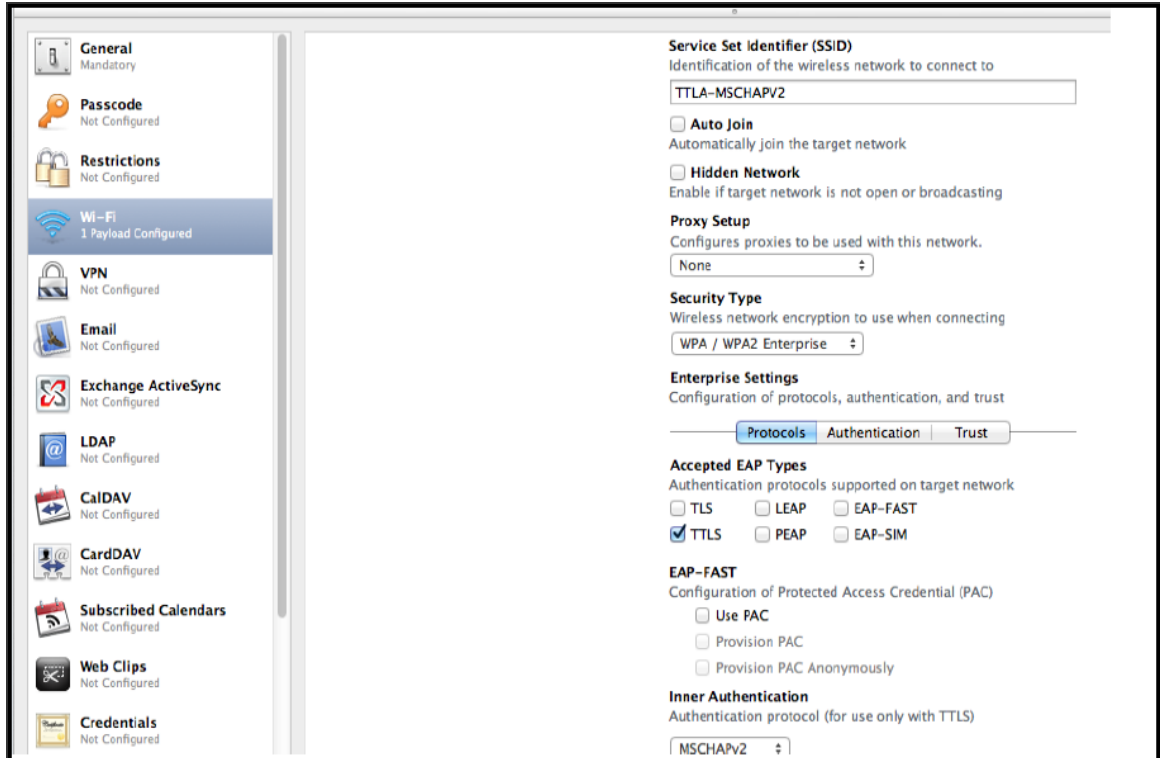 General
Mandatory
Passcode
Not Configured
Restrictions
Not Configured
Wi-Fi
1 Payload Configured
VPN
Not Configured
Email
Not Configured
Exchange ActiveSync
Not Configured
LDAP
Not Configured
CalDAV
Not Configured
CardDAV
Not Configured
Subscribed Calendars
Not Configured
Web Clips
Not Configured
Credentials
Not Configured
Service Set Identifier (SSID)
Identification of the wireless network to connect to
TTLA-MSCHAPV2
Auto Join
Automatically join the target network
Hidden Network
Enable if target network is not open or broadcasting
Proxy Setup
Configures proxies to be used with this network.
None
Security Type
Wireless network encryption to use when connecting
WPA / WPA2 Enterprise
Enterprise Settings
Configuration of protocols, authentication, and trust
Protocols Authentication Trust
Accepted EAP Types
Authentication protocols supported on target network
TLS LEAP EAP-FAST
TTLS PEAP EAP-SIM
EAP-FAST
Configuration of Protected Access Credential (PAC)
Use PAC
Provision PAC
Provision PAC Anonymously
Inner Authentication
Authentication protocol (for use only with TTLS)
MSCHAPv2